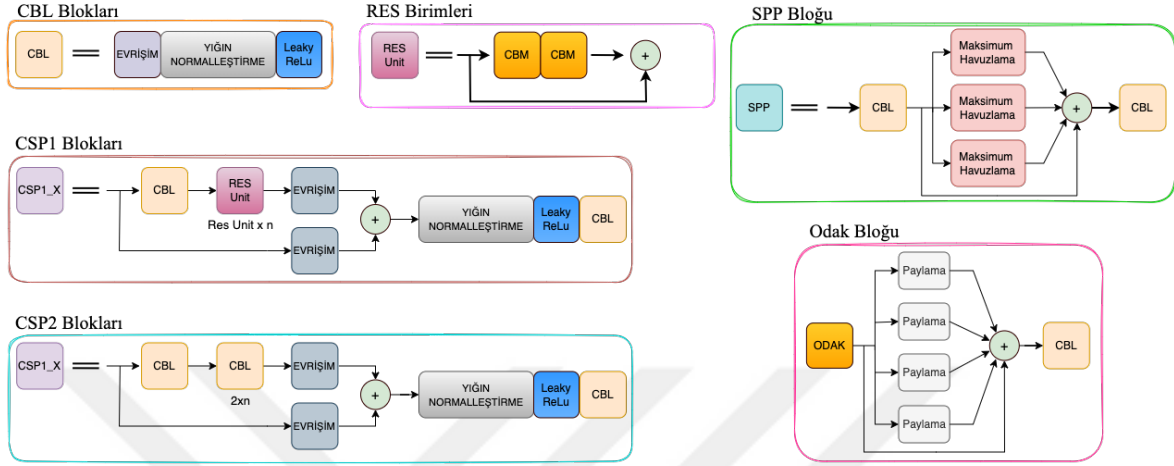 CBL Blokları
CBL
EVRİŞİM
YIĞIN
NORMALLEŞTİRME
Leaky
ReLu
RES Birimleri
RES
Unit
CBM
CBM
+
SPP Bloğu
SPP
CBL
Maksimum
Havuzlama
Maksimum
Havuzlama
Maksimum
Havuzlama
+
CBL
CSP1 Blokları
CSP1_X
CBL
RES
Unit
Res Unit x n
EVRİŞİM
EVRİŞİM
+
YIĞIN
NORMALLEŞTİRME
Leaky
ReLu
CBL
CSP2 Blokları
CSP1_X
CBL
CBL
2xn
EVRİŞİM
EVRİŞİM
+
YIĞIN
NORMALLEŞTİRME
Leaky
ReLu
CBL
Odak Bloğu
ODAK
Paylama
Paylama
Paylama
Paylama
+
CBL